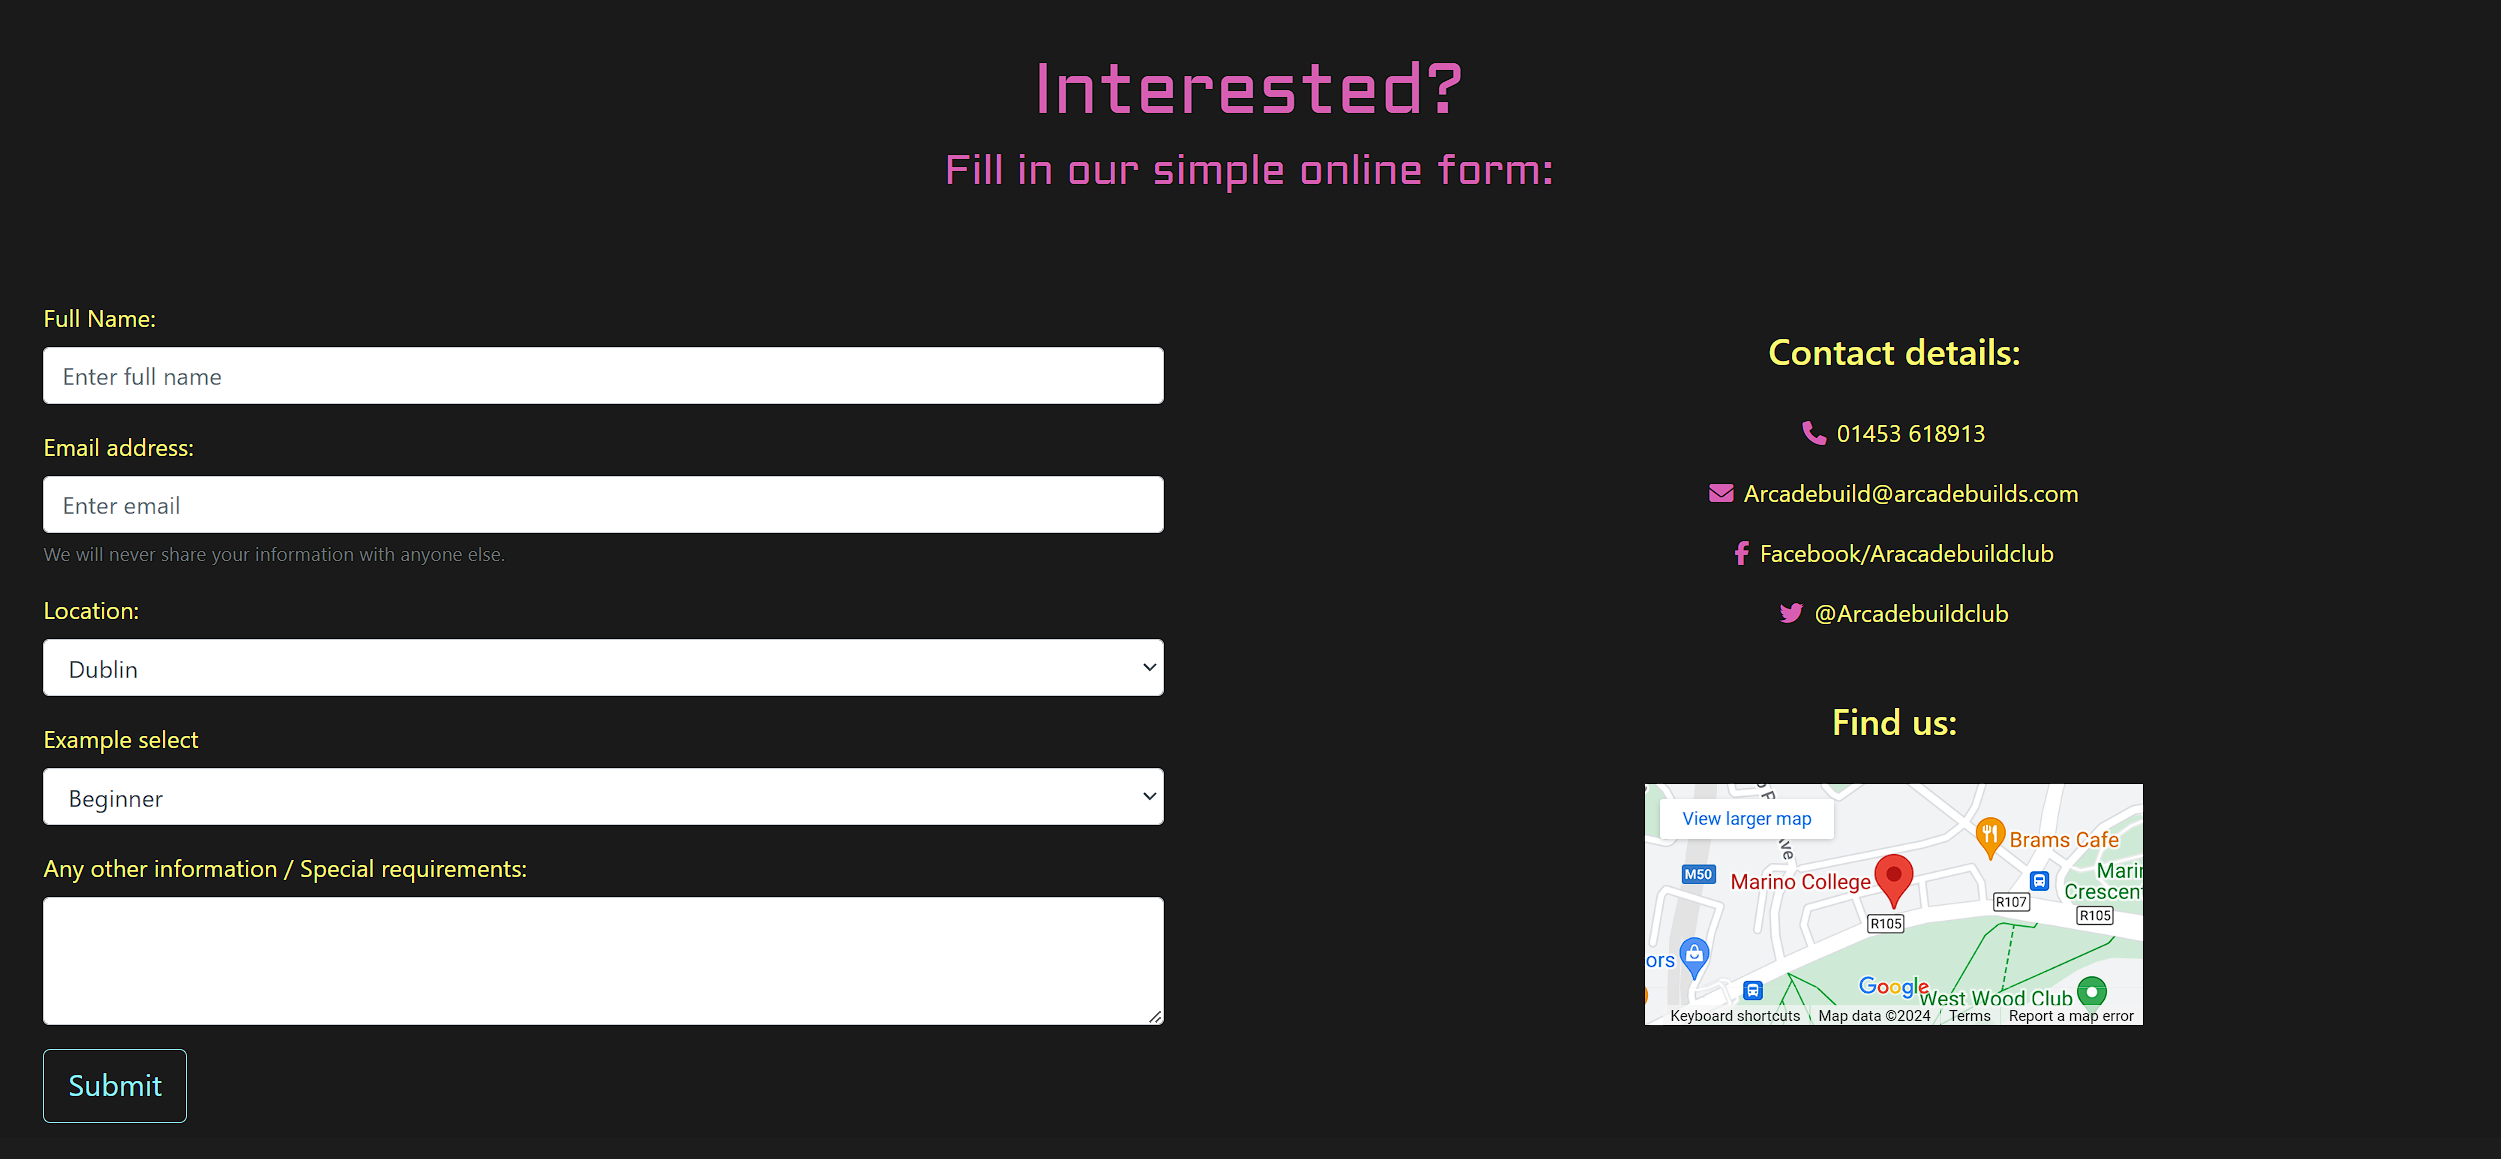 Interested?
Fill in our simple online form:
Full Name:
Enter full name
Email address:
Enter email
We will never share your information with anyone else.
Location:
Dublin
Example select
Beginner
Any other information / Special requirements:
Submit
Contact details:
01453 618913
Arcadebuild@arcadebuilds.com
Facebook/Aracadebuildclub
@Arcadebuildclub
Find us:
View larger map
Ave
Brams Cafe
M50
Marino College
Marin
Crescent
R107
R105
R105
ors
Google
West Wood Club
Keyboard shortcuts
Map data ©2024
Terms
Report a map error